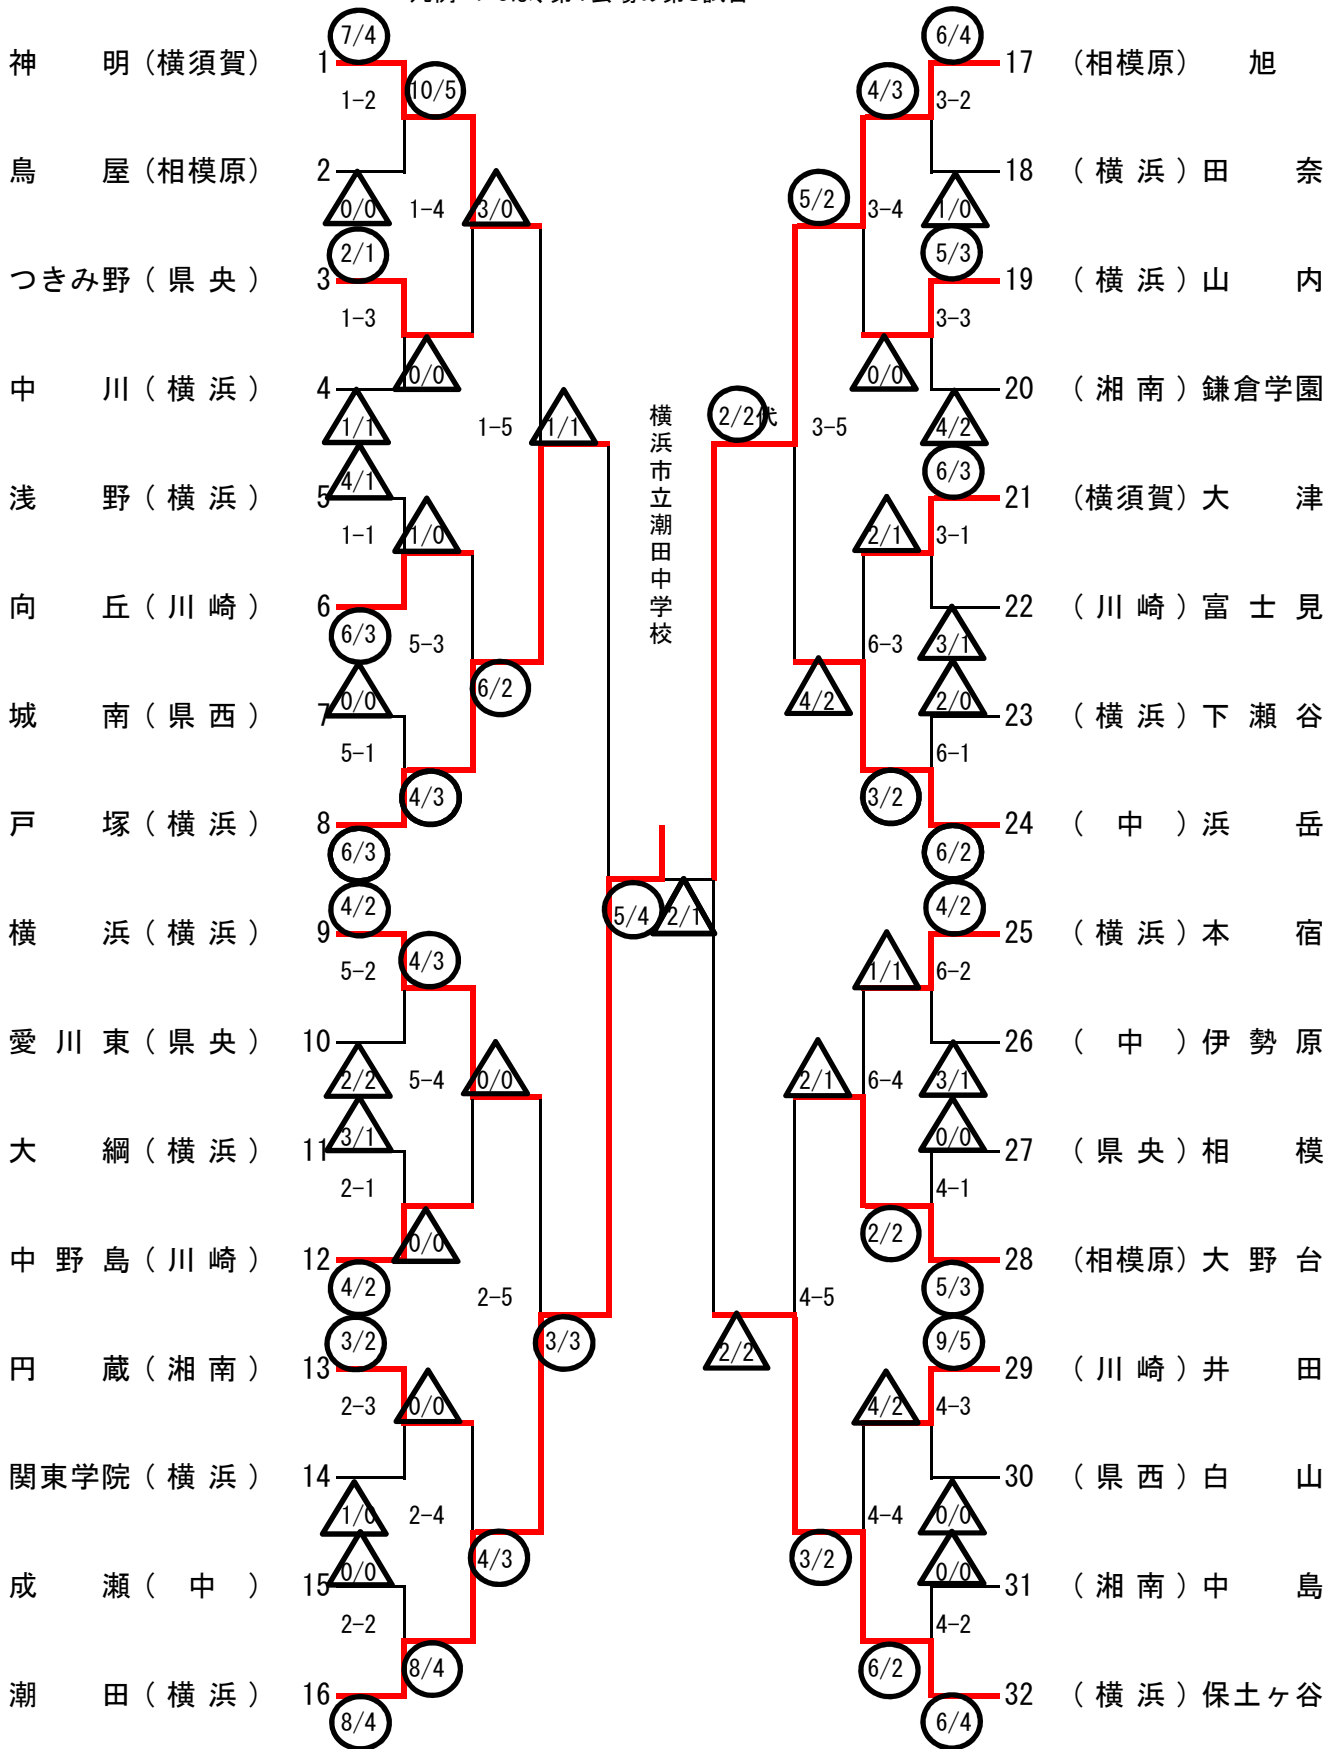 7/4
6/4
神 明 (横須賀) 1
17 (相模原) 旭
1-2
10/5
4/3
3-2
鳥 屋 (相模原) 2
18 (横浜) 田 奈
0/0
1-4
3/0
5/2
3-4
1/0
2/1
5/3
つきみ野 (県央) 3
19 (横浜) 山 内
1-3
3-3
0/0
0/0
中 川 (横浜) 4
20 (湘南) 鎌倉学園
1/1
1-5
1/1
横浜市立潮田中学校
2/2代
3-5
4/2
4/1
6/3
浅 野 (横浜) 5
21 (横須賀) 大 津
1-1
1/0
2/1
3-1
向 丘 (川崎) 6
22 (川崎) 富士見
6/3
5-3
6-3
3/1
0/0
6/2
4/2
2/0
城 南 (県西) 7
23 (横浜) 下瀬谷
5-1
6-1
4/3
3/2
戸 塚 (横浜) 8
24 (中) 浜 岳
6/3
6/2
4/2
5/4
2/1
4/2
横 浜 (横浜) 9
25 (横浜) 本 宿
5-2
4/3
1/1
6-2
愛川東 (県央) 10
26 (中) 伊勢原
2/2
5-4
0/0
2/1
6-4
3/1
3/1
0/0
大 綱 (横浜) 11
27 (県央) 相 模
2-1
4-1
0/0
2/2
中野島 (川崎) 12
28 (相模原) 大野台
4/2
2-5
4-5
5/3
3/2
3/3
2/2
9/5
円 蔵 (湘南) 13
29 (川崎) 井 田
2-3
0/0
4/2
4-3
関東学院 (横浜) 14
30 (県西) 白 山
1/0
2-4
4-4
0/0
0/0
4/3
3/2
0/0
成 瀬 (中) 15
31 (湘南) 中 島
2-2
4-2
8/4
6/2
潮 田 (横浜) 16
32 (横浜) 保土ヶ谷
8/4
6/4